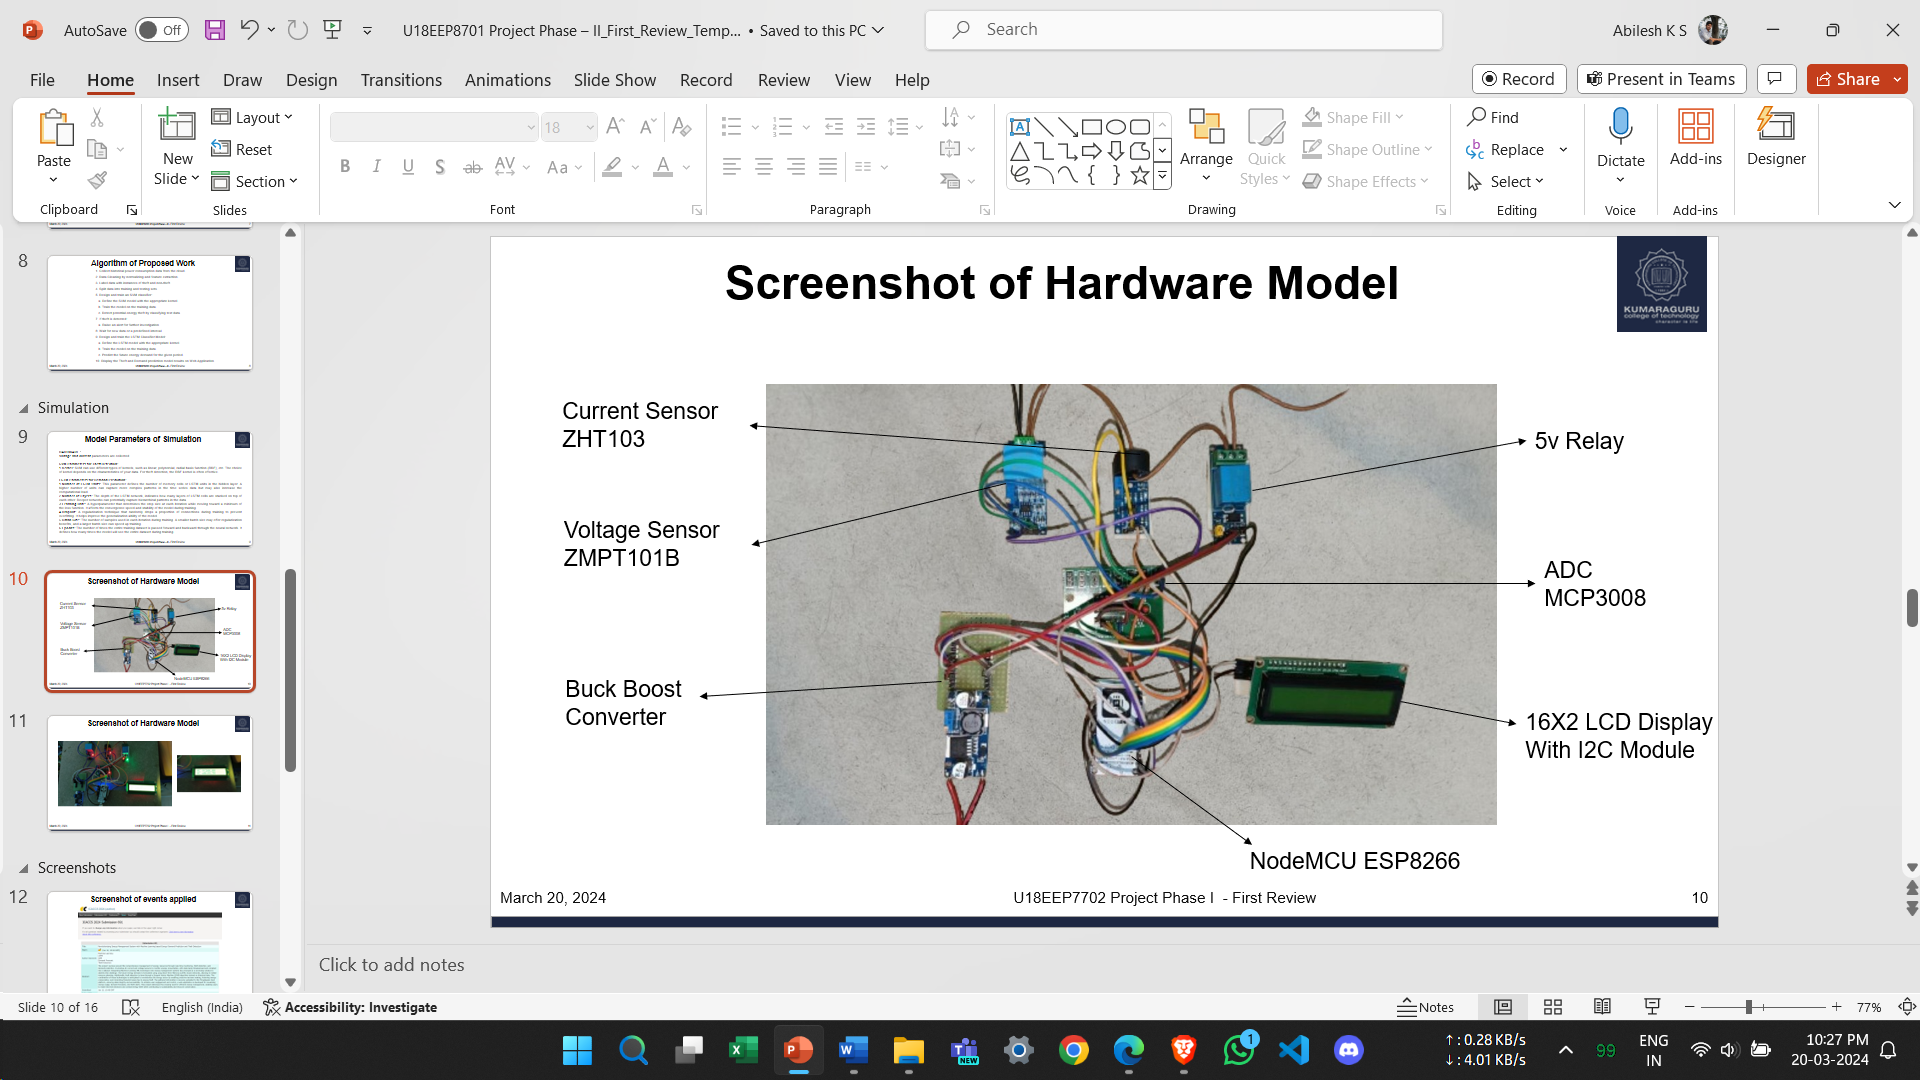 AutoSave Off U18EEP8701 Project Phase – II_First_Review_Temp... • Saved to this PC Search Abilesh K S
File Home Insert Draw Design Transitions Animations Slide Show Record Review View Help Record Present in Teams Share
Paste
New Slide
Layout
Reset
Section
18
Arrange
Quick Styles
Shape Fill
Shape Outline
Shape Effects
Find
Replace
Select
Dictate
Add-ins
Designer
Clipboard Slides Font Paragraph Drawing Editing Voice Add-ins
8
Algorithm of Proposed Work
Simulation
9
Model Parameters of Simulation
10
Screenshot of Hardware Model
11
Screenshot of Hardware Model
Screenshots
12
Screenshot of events applied
Screenshot of Hardware Model
KUMARAGURU
college of technology
character is life
Current Sensor
ZHT103
5v Relay
Voltage Sensor
ZMPT101B
ADC
MCP3008
Buck Boost
Converter
16X2 LCD Display
With I2C Module
NodeMCU ESP8266
March 20, 2024 U18EEP7702 Project Phase I - First Review 10
Click to add notes
Slide 10 of 16 English (India) Accessibility: Investigate Notes 77%
NEW
1
↑: 0.28 KB/s
↓: 4.01 KB/s
99
ENG
IN
10:27 PM
20-03-2024